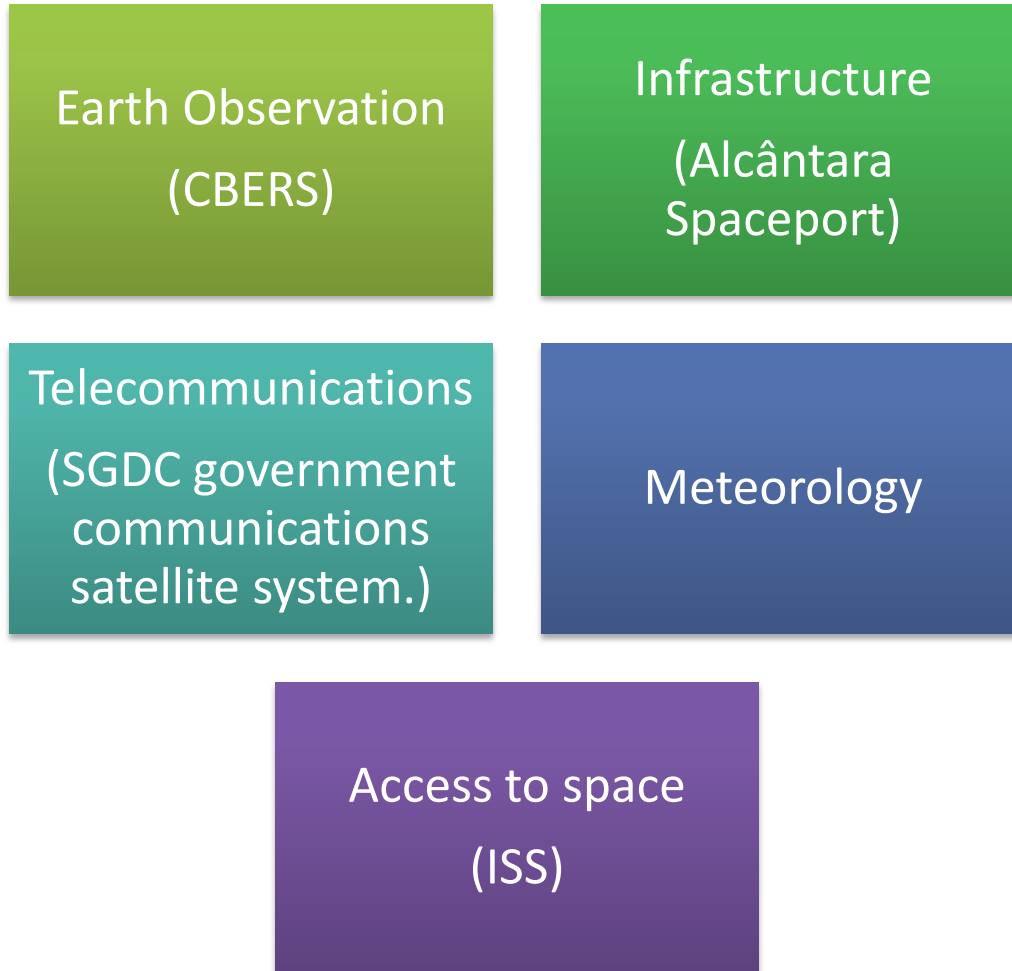 Earth Observation
(CBERS)
Infrastructure
(Alcântara
Spaceport)
Telecommunications
(SGDC government
communications
satellite system.)
Meteorology
Access to space
(ISS)